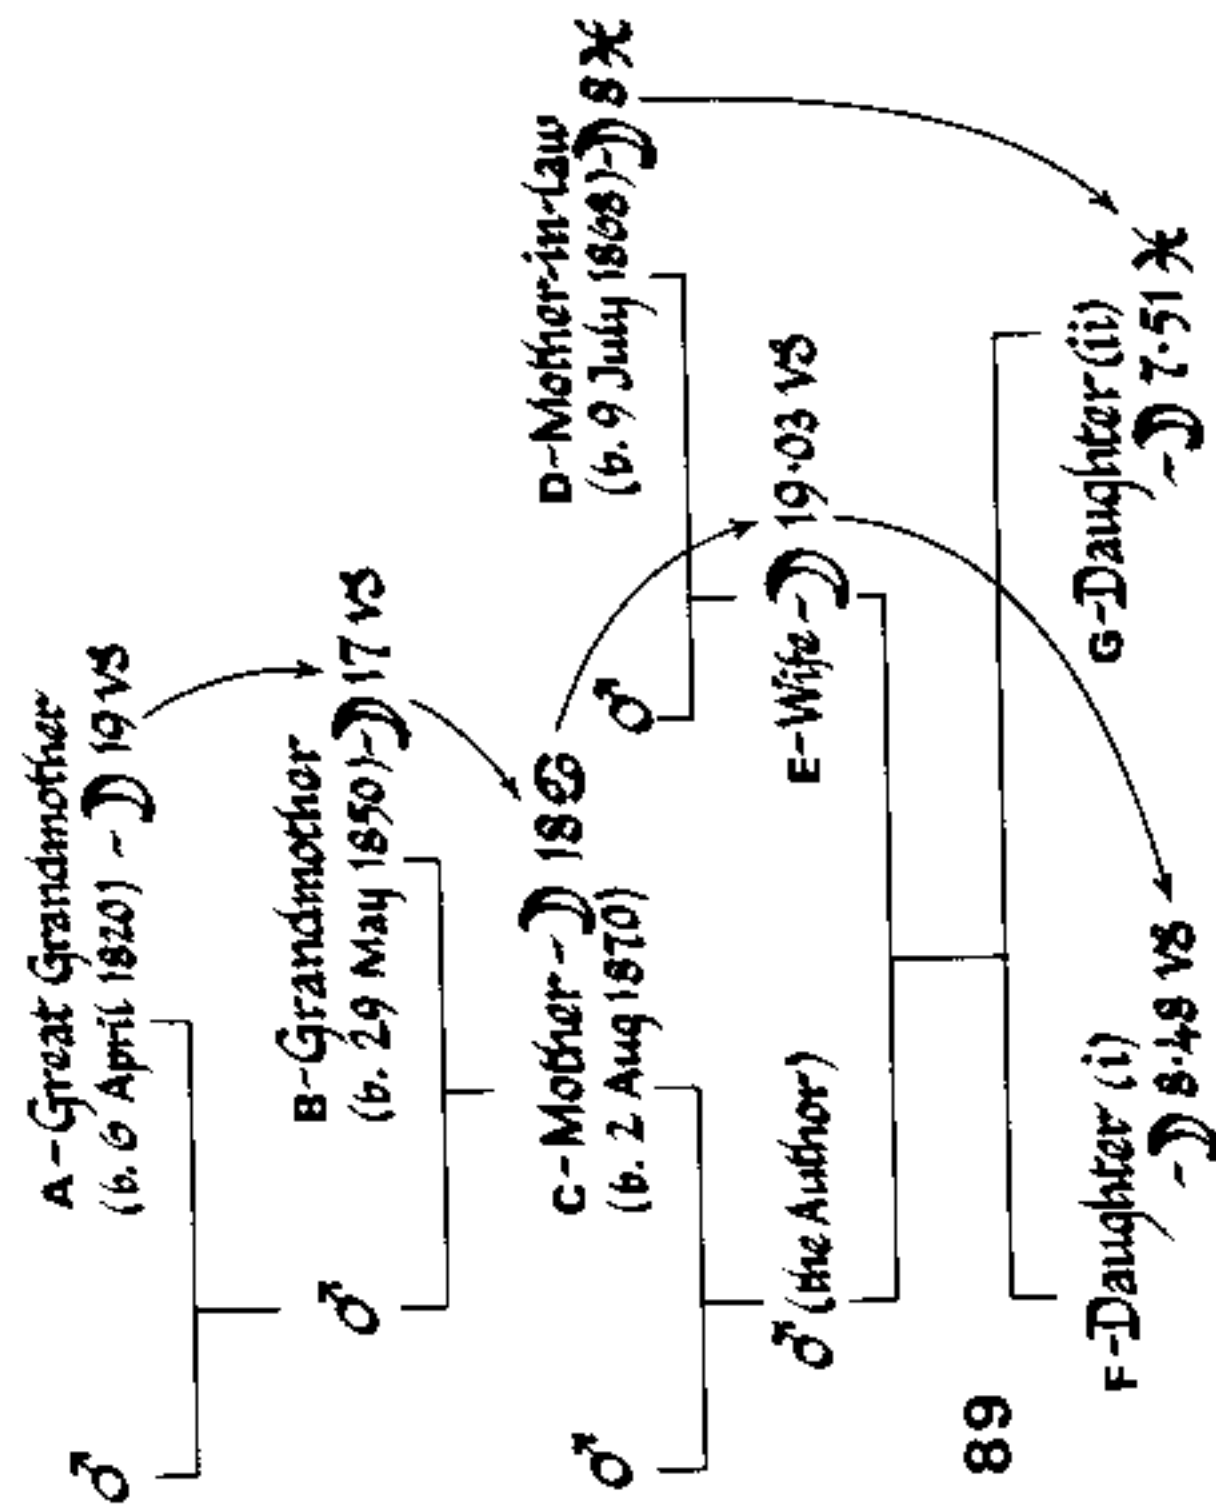 ♂
A-Great Grandmother
(b. 6 April 1820) - ☽ 19 ♑
♂
B-Grandmother
(b. 29 May 1850)-☽ 17 ♑
♂
C-Mother - ☽ 18 ♋
(b. 2 Aug 1870)
♂
D-Mother-in-law
(b. 9 July 1868)-☽ 8 ♓
♂ (the Author)
E-Wife - ☽ 19·03 ♑
F-Daughter (i)
- ☽ 8·48 ♑
G-Daughter (ii)
- ☽ 7·51 ♓
89